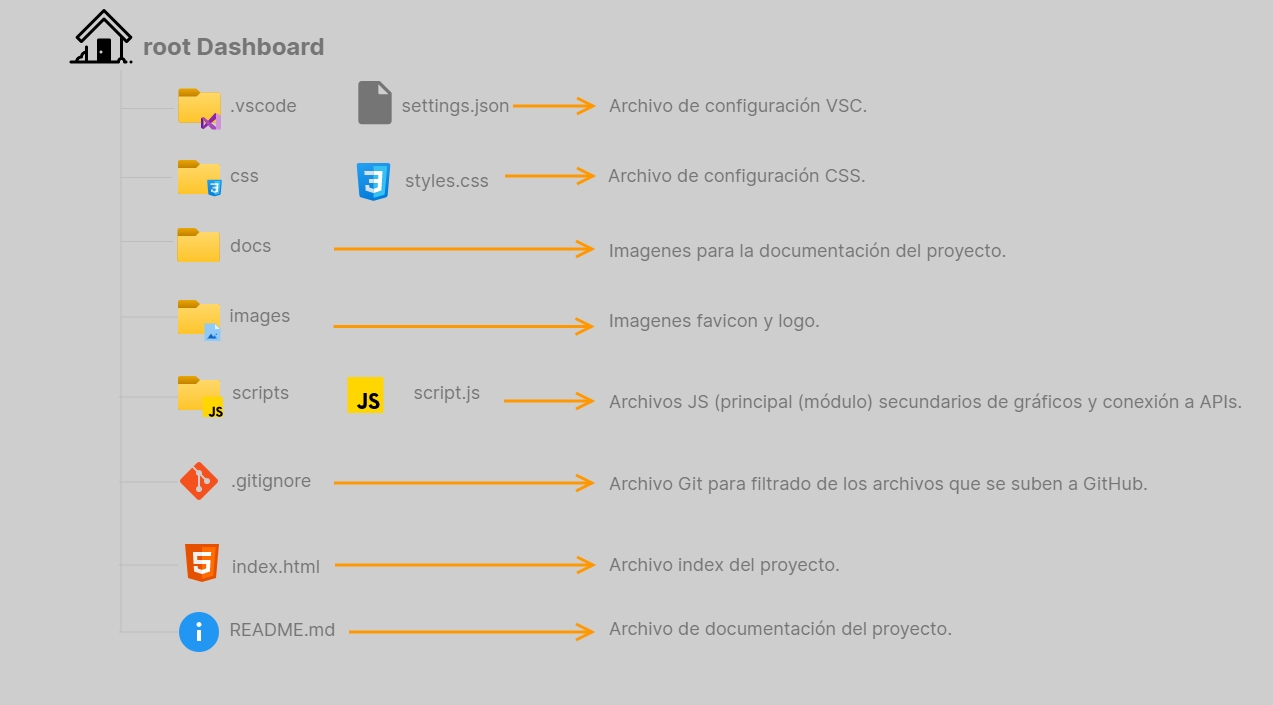 root Dashboard
.vscode settings.json Archivo de configuración VSC.
css styles.css Archivo de configuración CSS.
docs Imagenes para la documentación del proyecto.
images Imagenes favicon y logo.
scripts JS JS script.js Archivos JS (principal (módulo) secundarios de gráficos y conexión a APIs.
.gitignore Archivo Git para filtrado de los archivos que se suben a GitHub.
index.html Archivo index del proyecto.
README.md Archivo de documentación del proyecto.